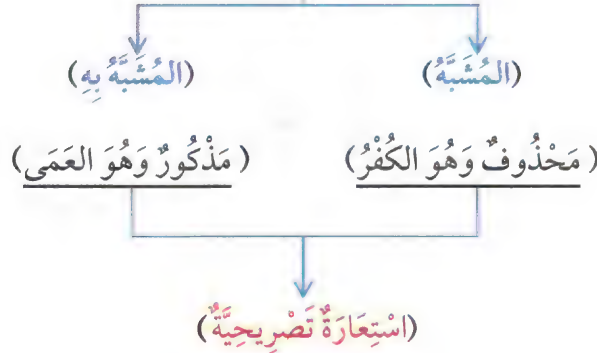 (المُشَبَّهُ) (المُشَبَّهُ بِهِ)
(مَحْذُوفٌ وَهُوَ الكُفْرُ) (مَذْكُورٌ وَهُوَ العَمَى)
(اسْتِعَارَةٌ تَصْرِيحِيَّةٌ)